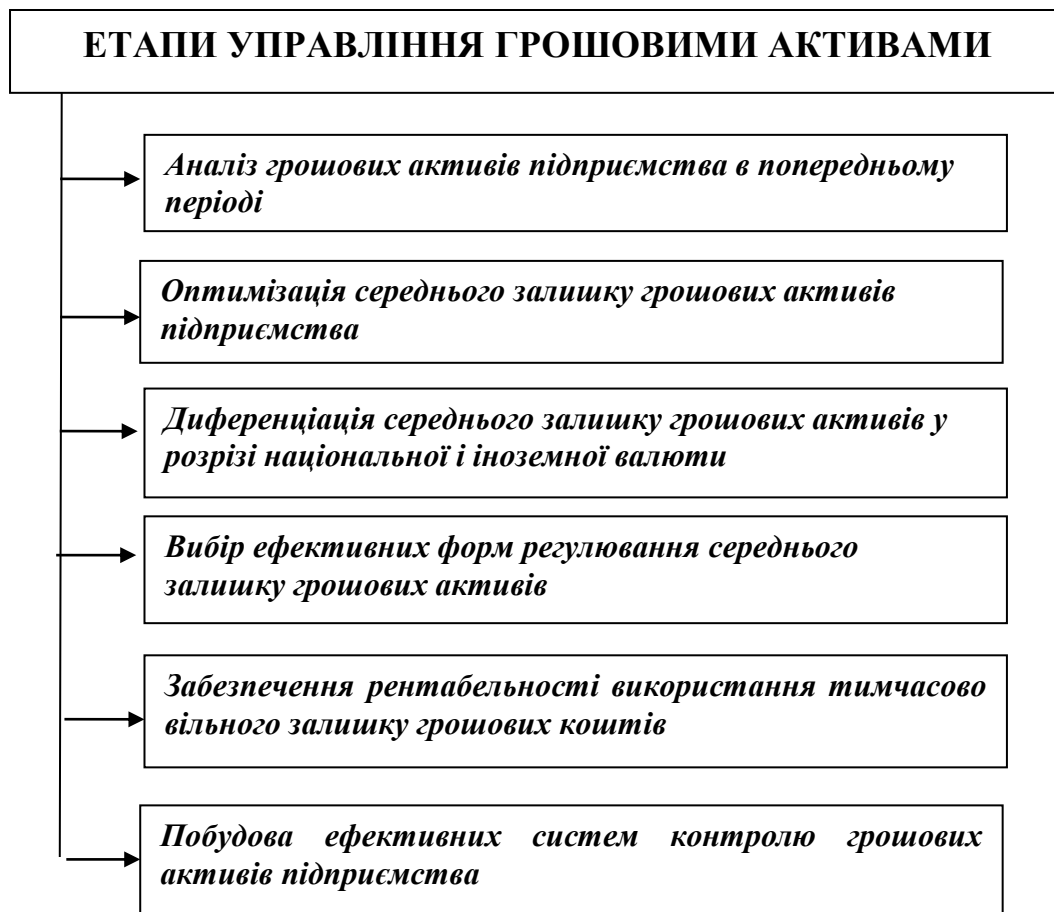 ЕТАПИ УПРАВЛІННЯ ГРОШОВИМИ АКТИВАМИ
Аналіз грошових активів підприємства в попередньому
періоді
Оптимізація середнього залишку грошових активів
підприємства
Диференціація середнього залишку грошових активів у
розрізі національної і іноземної валюти
Вибір ефективних форм регулювання середнього
залишку грошових активів
Забезпечення рентабельності використання тимчасово
вільного залишку грошових коштів
Побудова ефективних систем контролю грошових
активів підприємства